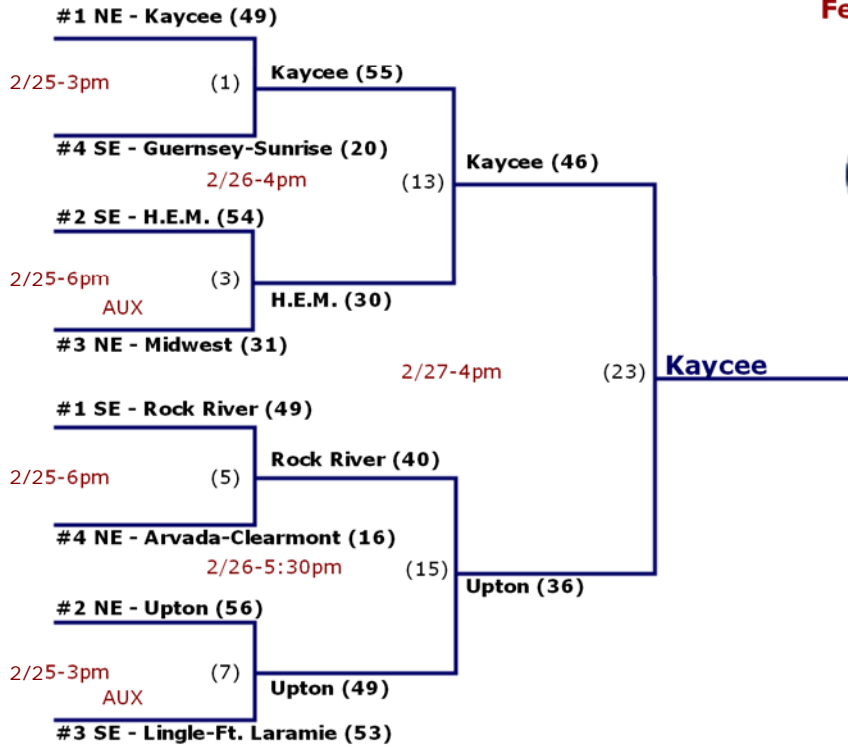 Fe
#1 NE - Kaycee (49)
2/25-3pm
(1)
Kaycee (55)
#4 SE - Guernsey-Sunrise (20)
2/26-4pm
(13)
Kaycee (46)
#2 SE - H.E.M. (54)
2/25-6pm
(3)
AUX
H.E.M. (30)
#3 NE - Midwest (31)
2/27-4pm
(23)
Kaycee
#1 SE - Rock River (49)
2/25-6pm
(5)
Rock River (40)
#4 NE - Arvada-Clearmont (16)
2/26-5:30pm
(15)
Upton (36)
#2 NE - Upton (56)
2/25-3pm
(7)
AUX
Upton (49)
#3 SE - Lingle-Ft. Laramie (53)